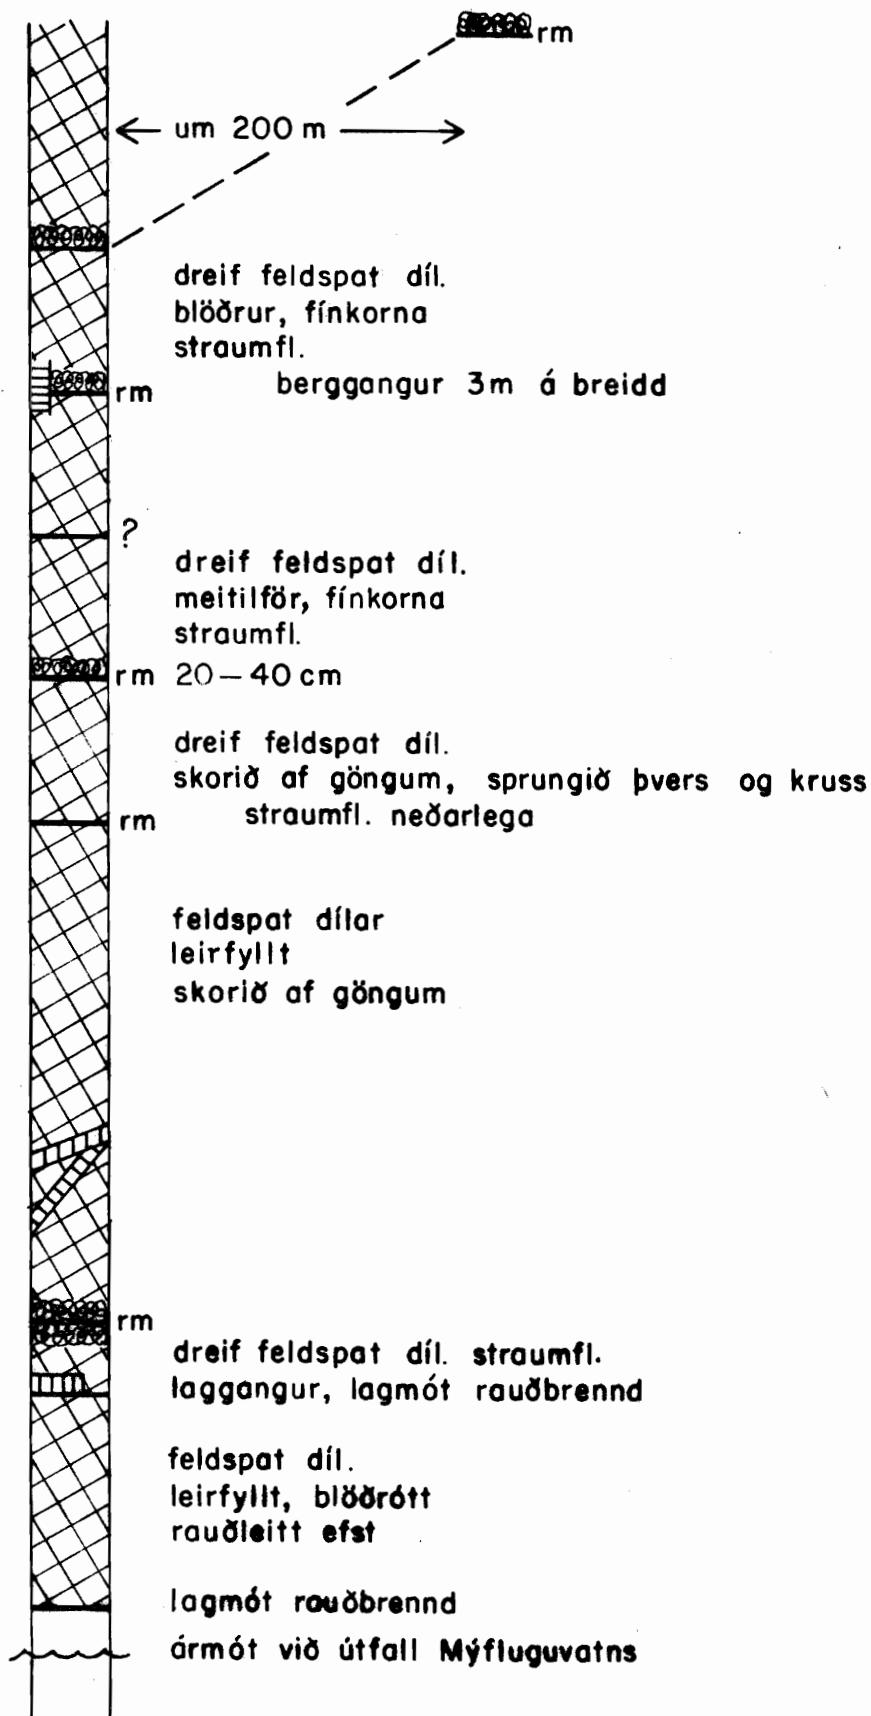 rm
um 200 m
dreif feldspat díl.
blöðrur, fínkorna
straumfl.
rm berggangur 3m á breidd
?
dreif feldspat díl.
meitilför, fínkorna
straumfl.
rm 20–40 cm
dreif feldspat díl.
skorið af göngum, sprungið þvers og kruss
rm straumfl. neðarlega
feldspat dílar
leirfyllt
skorið af göngum
rm
dreif feldspat díl. straumfl.
laggangur, lagmót rauðbrennd
feldspat díl.
leirfyllt, blöðrótt
rauðleitt efst
lagmót rauðbrennd
ármót við útfall Mýfluguvatns